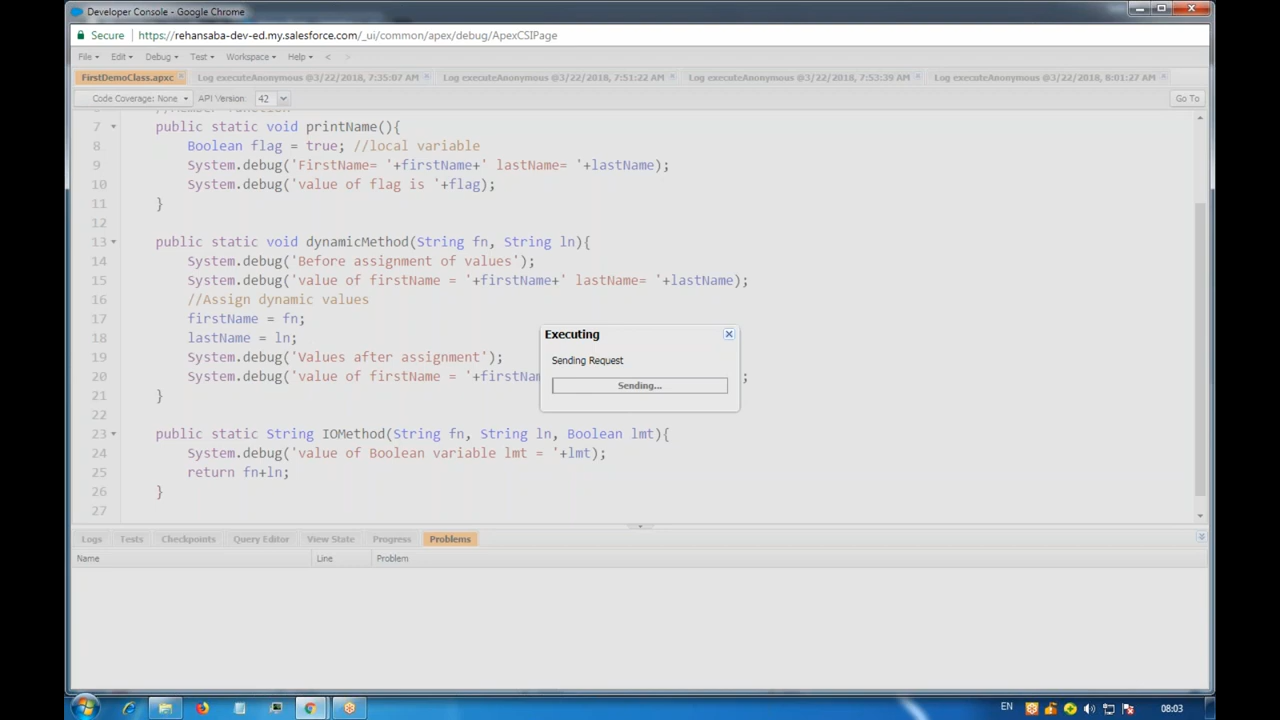 Developer Console - Google Chrome
Secure https://rehansaba-dev-ed.my.salesforce.com/_ui/common/apex/debug/ApexCSIPage
File Edit Debug Test Workspace Help < >
FirstDemoClass.apxc Log executeAnonymous @3/22/2018, 7:35:07 AM Log executeAnonymous @3/22/2018, 7:51:22 AM Log executeAnonymous @3/22/2018, 7:53:39 AM Log executeAnonymous @3/22/2018, 8:01:27 AM
Code Coverage: None API Version: 42 Go To
7 public static void printName(){
8 Boolean flag = true; //local variable
9 System.debug('FirstName= '+firstName+' lastName= '+lastName);
10 System.debug('value of flag is '+flag);
11 }
12
13 public static void dynamicMethod(String fn, String ln){
14 System.debug('Before assignment of values');
15 System.debug('value of firstName = '+firstName+' lastName= '+lastName);
16 //Assign dynamic values
17 firstName = fn;
18 lastName = ln;
19 System.debug('Values after assignment');
20 System.debug('value of firstName = '+firstNam ;
21 }
22
23 public static String IOMethod(String fn, String ln, Boolean lmt){
24 System.debug('value of Boolean variable lmt = '+lmt);
25 return fn+ln;
26 }
27
Executing
Sending Request
Sending...
Logs Tests Checkpoints Query Editor View State Progress Problems
Name Line Problem
EN 08:03